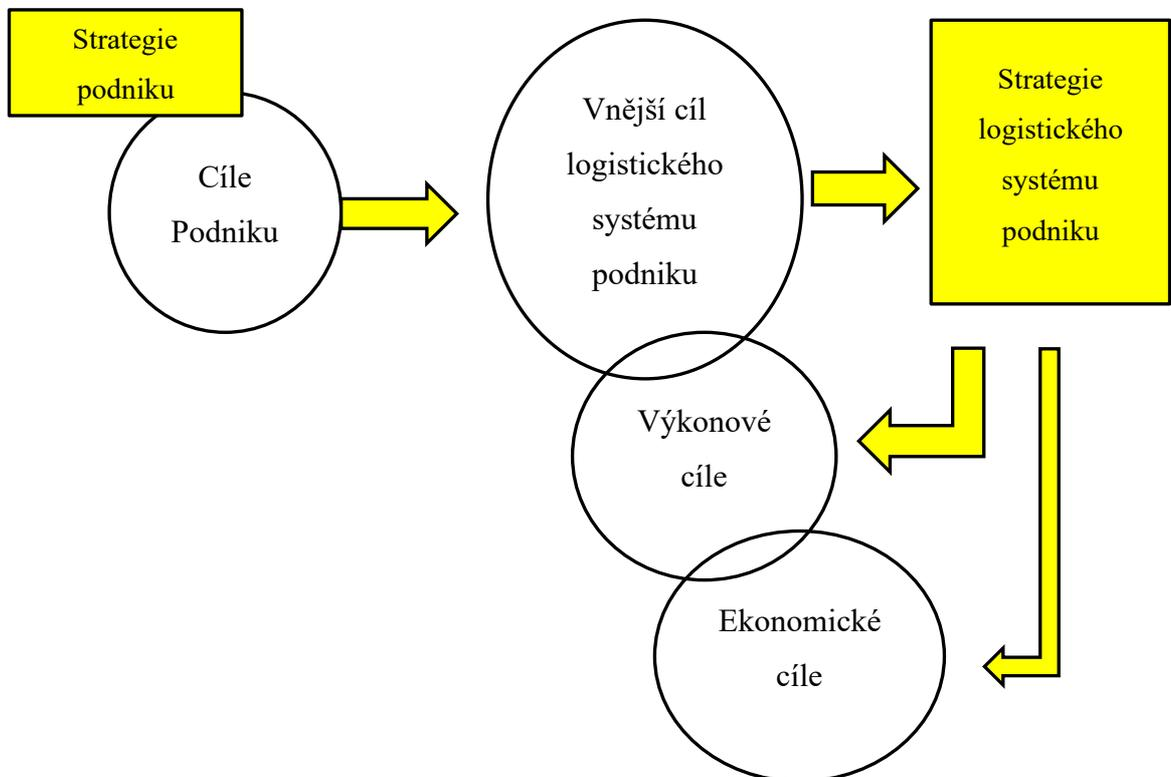 Strategie
podniku
Cíle
Podniku
Vnější cíl
logistického
systému
podniku
Strategie
logistického
systému
podniku
Výkonové
cíle
Ekonomické
cíle